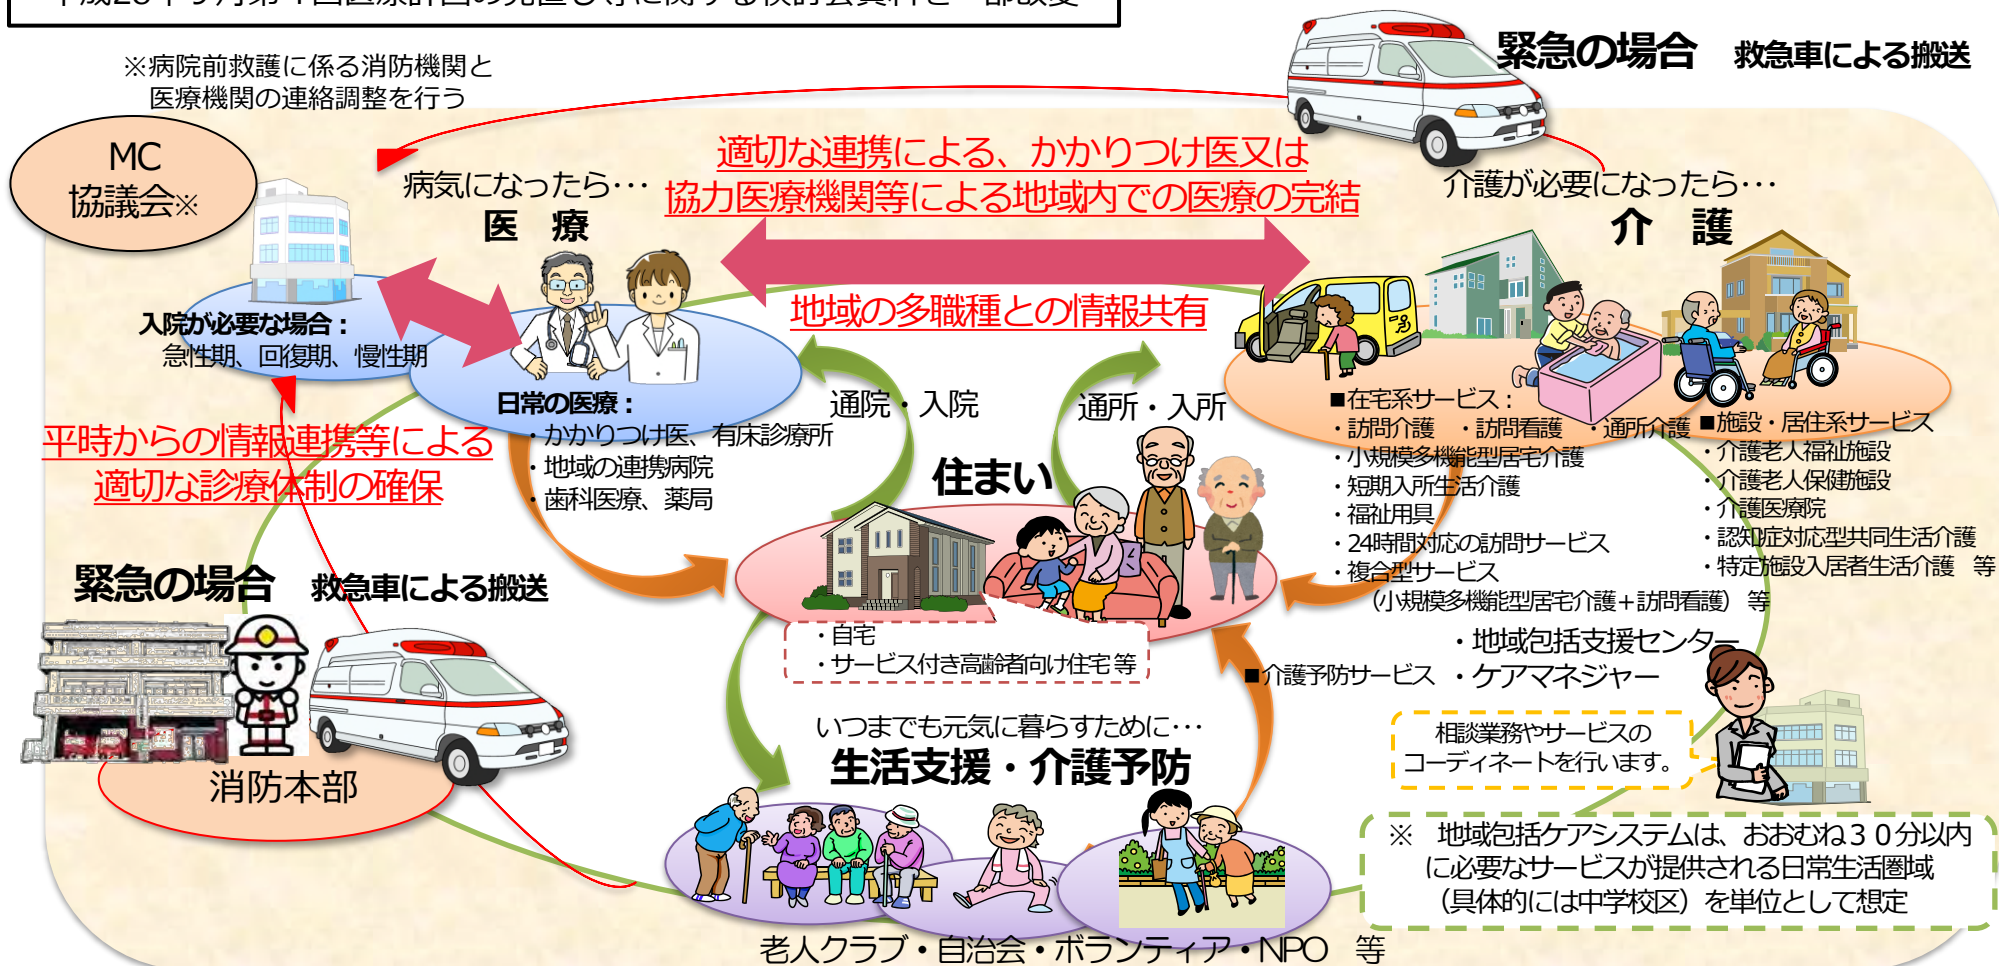 ※病院前救護に係る消防機関と
医療機関の連絡調整を行う
緊急の場合　救急車による搬送
MC
協議会※
病気になったら…
医　療
適切な連携による、かかりつけ医又は
協力医療機関等による地域内での医療の完結
介護が必要になったら…
介　護
地域の多職種との情報共有
入院が必要な場合：
急性期、回復期、慢性期
日常の医療：
・かかりつけ医、有床診療所
・地域の連携病院
・歯科医療、薬局
通院・入院
通所・入所
■在宅系サービス：
・訪問介護　・訪問看護　・通所介護
・小規模多機能型居宅介護
・短期入所生活介護
・福祉用具
・24時間対応の訪問サービス
・複合型サービス
（小規模多機能型居宅介護＋訪問看護）等
■施設・居住系サービス
・介護老人福祉施設
・介護老人保健施設
・介護医療院
・認知症対応型共同生活介護
・特定施設入居者生活介護　等
平時からの情報連携等による
適切な診療体制の確保
住まい
・自宅
・サービス付き高齢者向け住宅等
緊急の場合　救急車による搬送
消防本部
・地域包括支援センター
■介護予防サービス　・ケアマネジャー
相談業務やサービスの
コーディネートを行います。
いつまでも元気に暮らすために…
生活支援・介護予防
老人クラブ・自治会・ボランティア・NPO　等
※　地域包括ケアシステムは、おおむね３０分以内
に必要なサービスが提供される日常生活圏域
（具体的には中学校区）を単位として想定